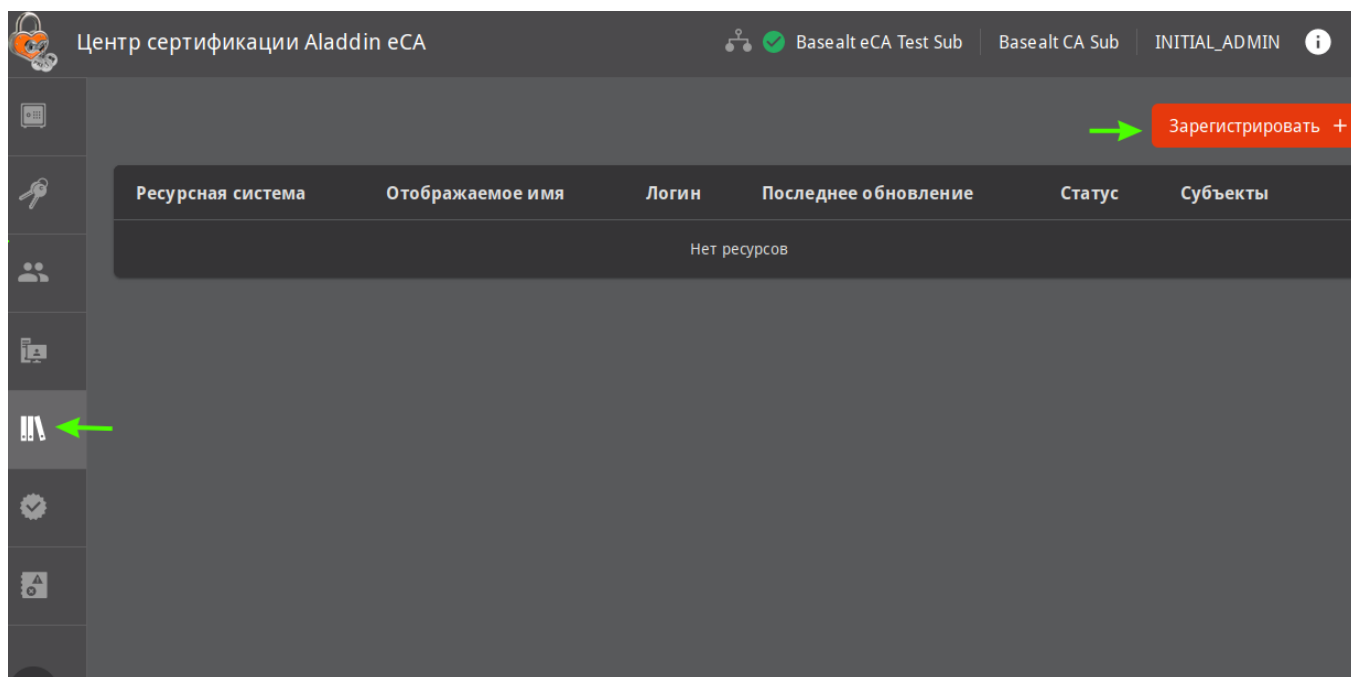 Центр сертификации Aladdin eCA
Basealt eCA Test Sub Basealt CA Sub INITIAL_ADMIN
Зарегистрировать +
Ресурсная система Отображаемое имя Логин Последнее обновление Статус Субъекты
Нет ресурсов